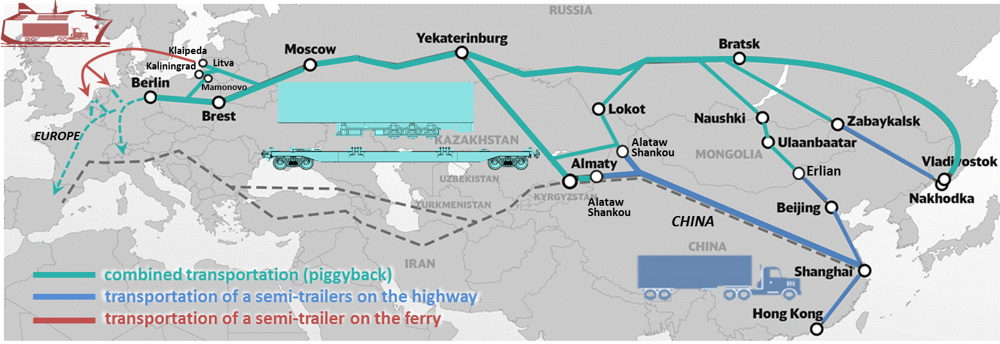 RUSSIA
Yekaterinburg
Moscow
Bratsk
Klaipeda
Litva
Kaliningrad
Mamonovo
Berlin
Brest
EUROPE
KAZAKHSTAN
Lokot
Naushki
Zabaykalsk
Alataw
Shankou
Ulaanbaatar
MONGOLIA
Almaty
Erlian
Vladivostok
UZBEKISTAN
KYRGYZSTAN
Nakhodka
TURKMENISTAN
Alataw
Shankou
Beijing
CHINA
CHINA
IRAN
Shanghai
combined transportation (piggyback)
transportation of a semi-trailers on the highway
transportation of a semi-trailer on the ferry
Hong Kong